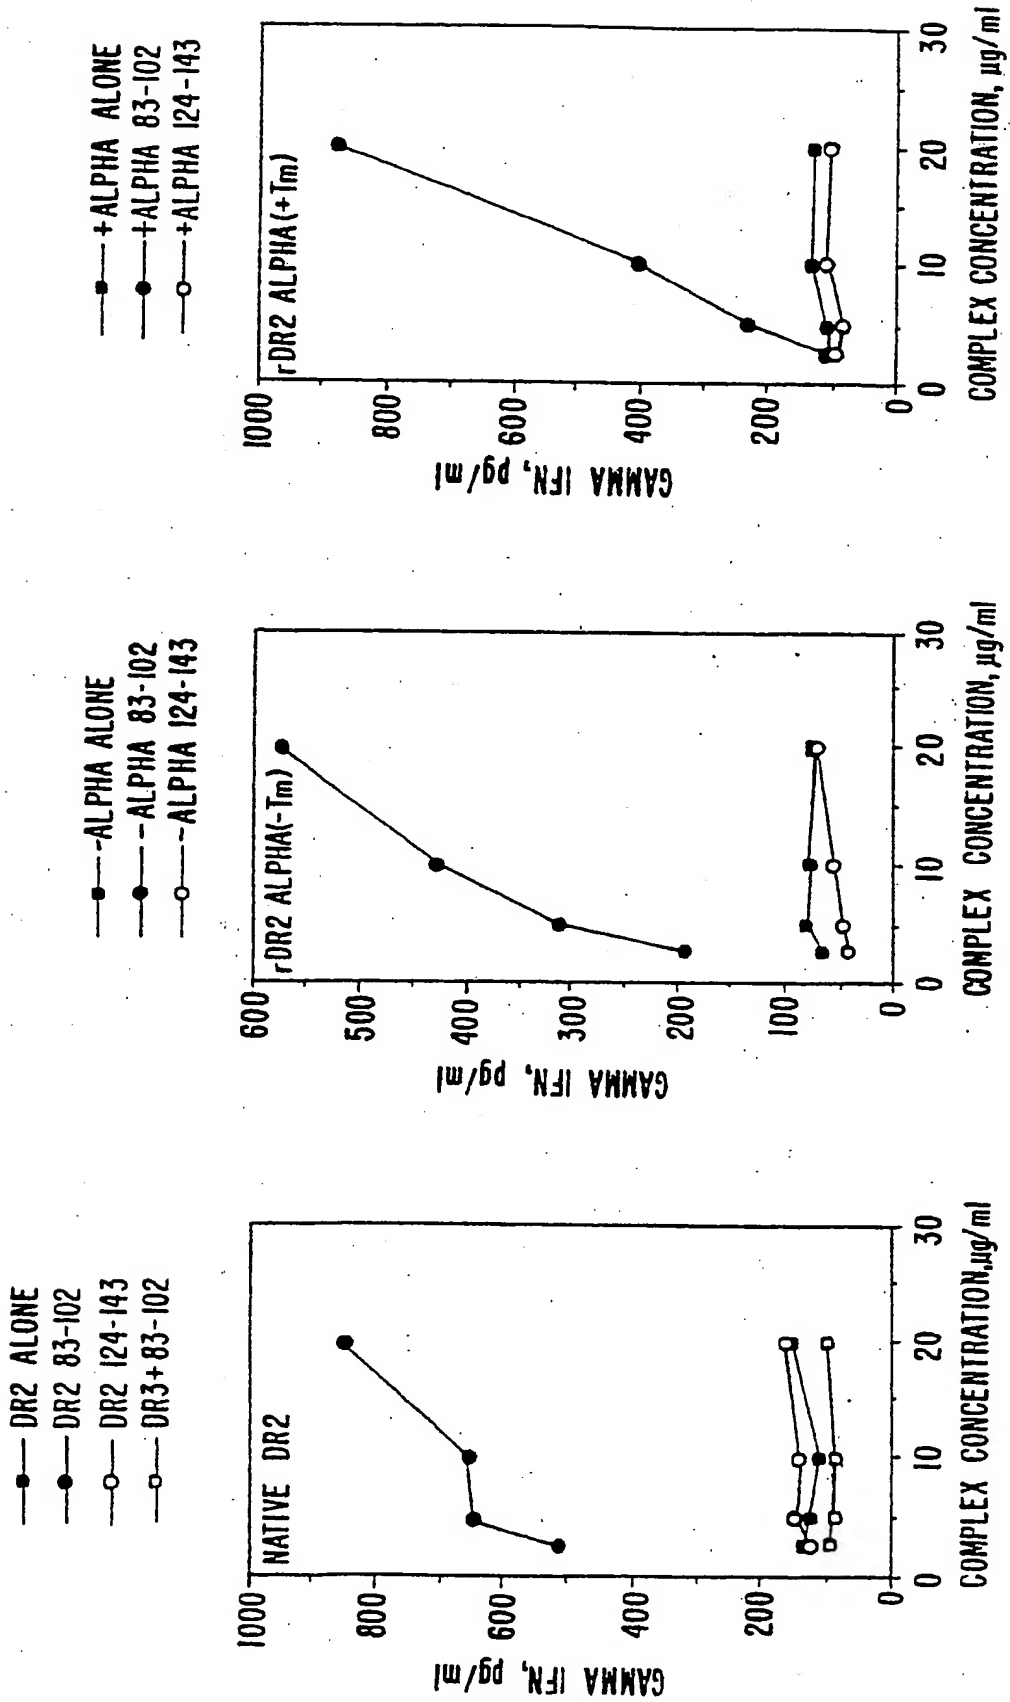 DR2 ALONE
DR2 83-102
DR2 124-143
DR3+83-102
NATIVE DR2
1000
800
600
400
200
0
GAMMA IFN, pg/ml
0 10 20 30
COMPLEX CONCENTRATION,µg/ml
-ALPHA ALONE
-ALPHA 83-102
-ALPHA 124-143
rDR2 ALPHA(-Tm)
600
500
400
300
200
100
0
GAMMA IFN, pg/ml
0 10 20 30
COMPLEX CONCENTRATION,µg/ml
+ALPHA ALONE
+ALPHA 83-102
+ALPHA 124-143
rDR2 ALPHA(+Tm)
1000
800
600
400
200
0
GAMMA IFN, pg/ml
0 10 20 30
COMPLEX CONCENTRATION, µg/ml